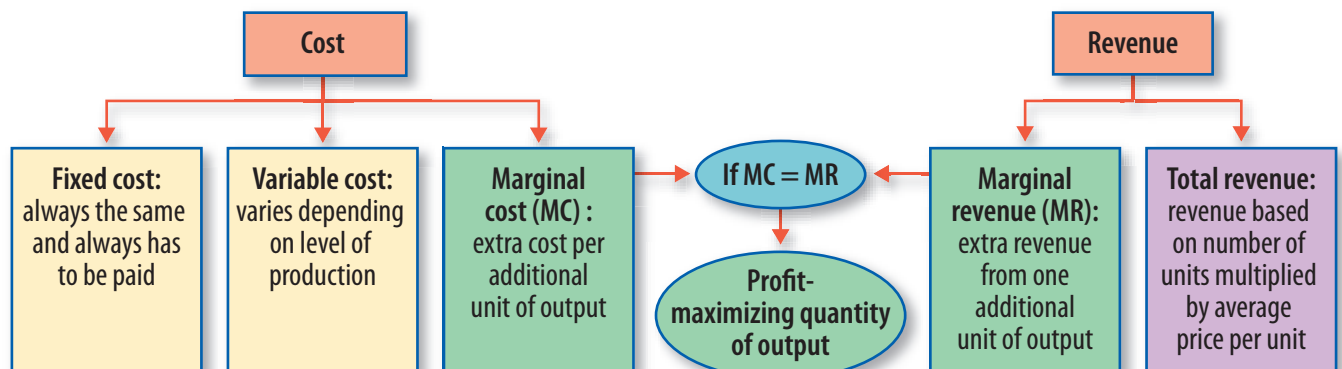 Cost
Revenue
Fixed cost:
always the same
and always has
to be paid
Variable cost:
varies depending
on level of
production
Marginal
cost (MC) :
extra cost per
additional
unit of output
If MC = MR
Profit-
maximizing quantity
of output
Marginal
revenue (MR):
extra revenue
from one
additional
unit of output
Total revenue:
revenue based
on number of
units multiplied
by average
price per unit